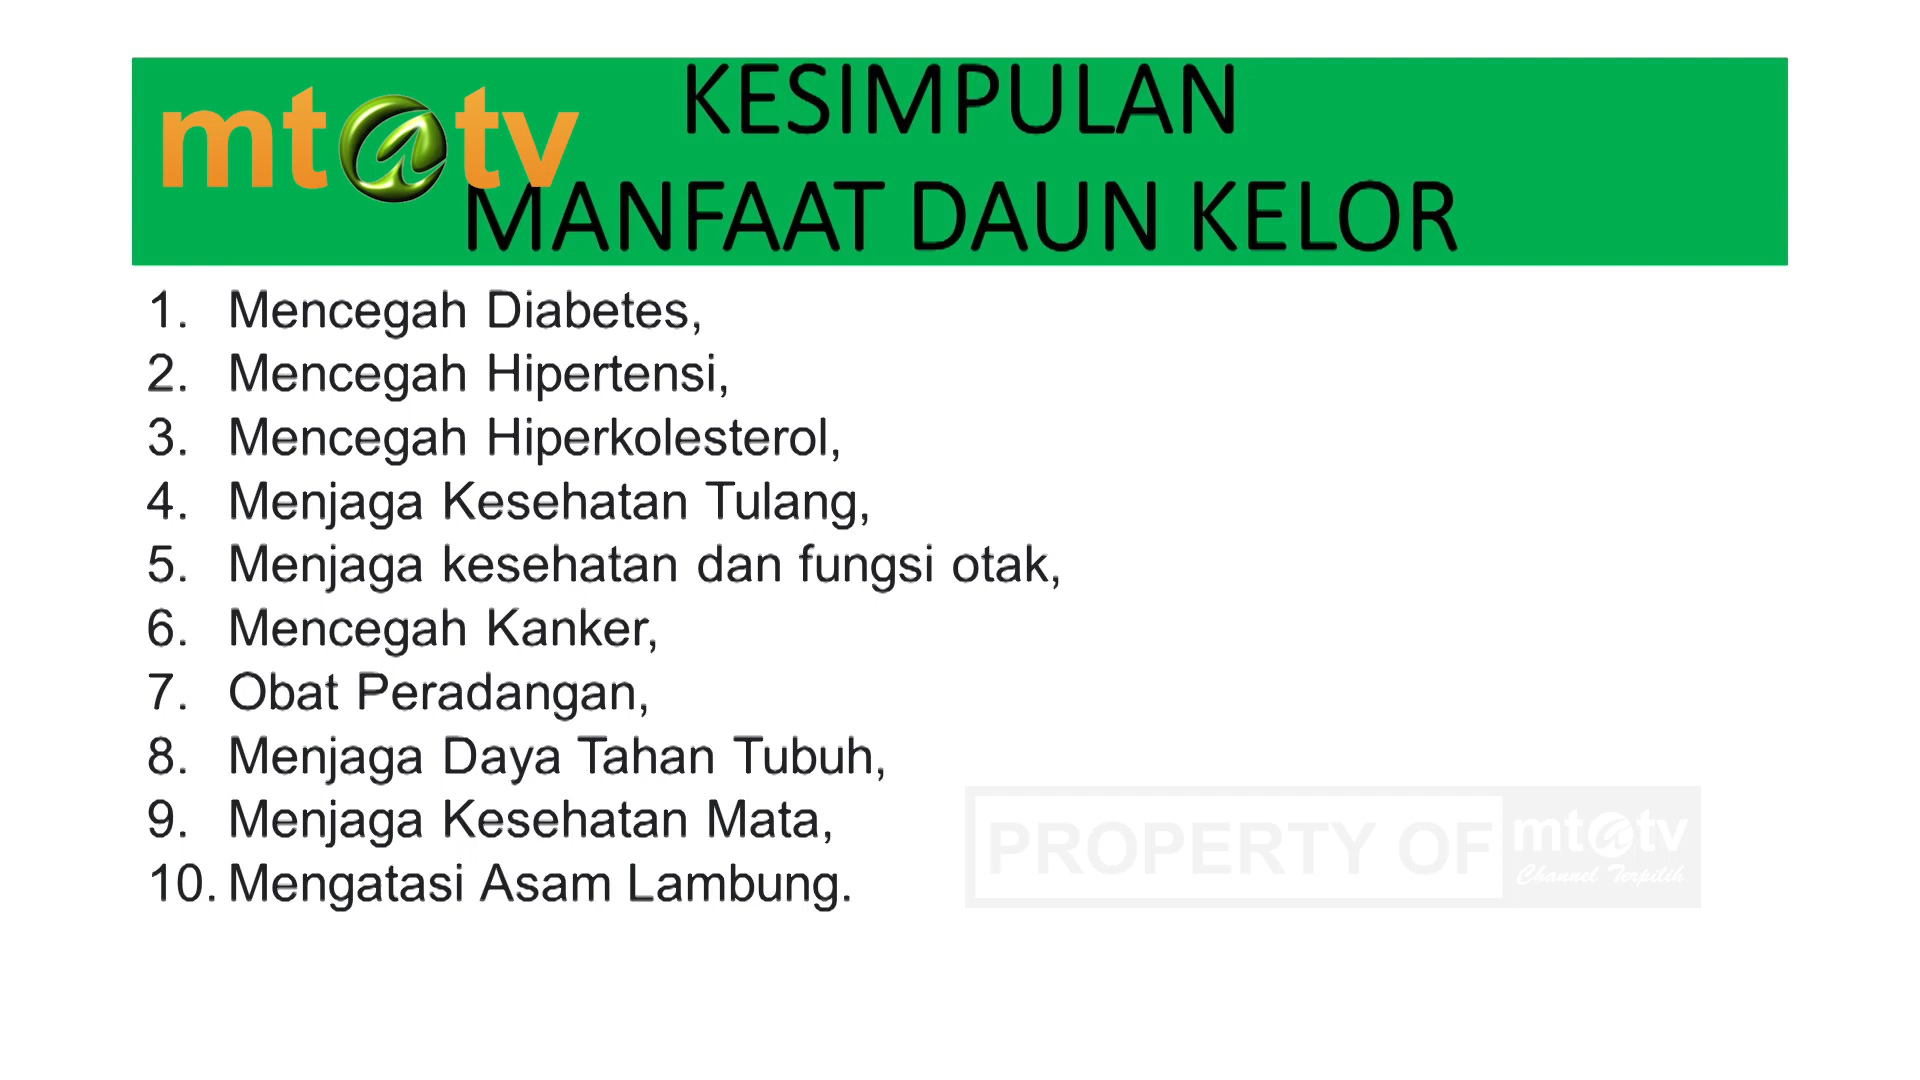 mt@tv
KESIMPULAN
MANFAAT DAUN KELOR
1. Mencegah Diabetes,
2. Mencegah Hipertensi,
3. Mencegah Hiperkolesterol,
4. Menjaga Kesehatan Tulang,
5. Menjaga kesehatan dan fungsi otak,
6. Mencegah Kanker,
7. Obat Peradangan,
8. Menjaga Daya Tahan Tubuh,
9. Menjaga Kesehatan Mata,
10. Mengatasi Asam Lambung.
PROPERTY OF mt@tv
Channel Terpilih